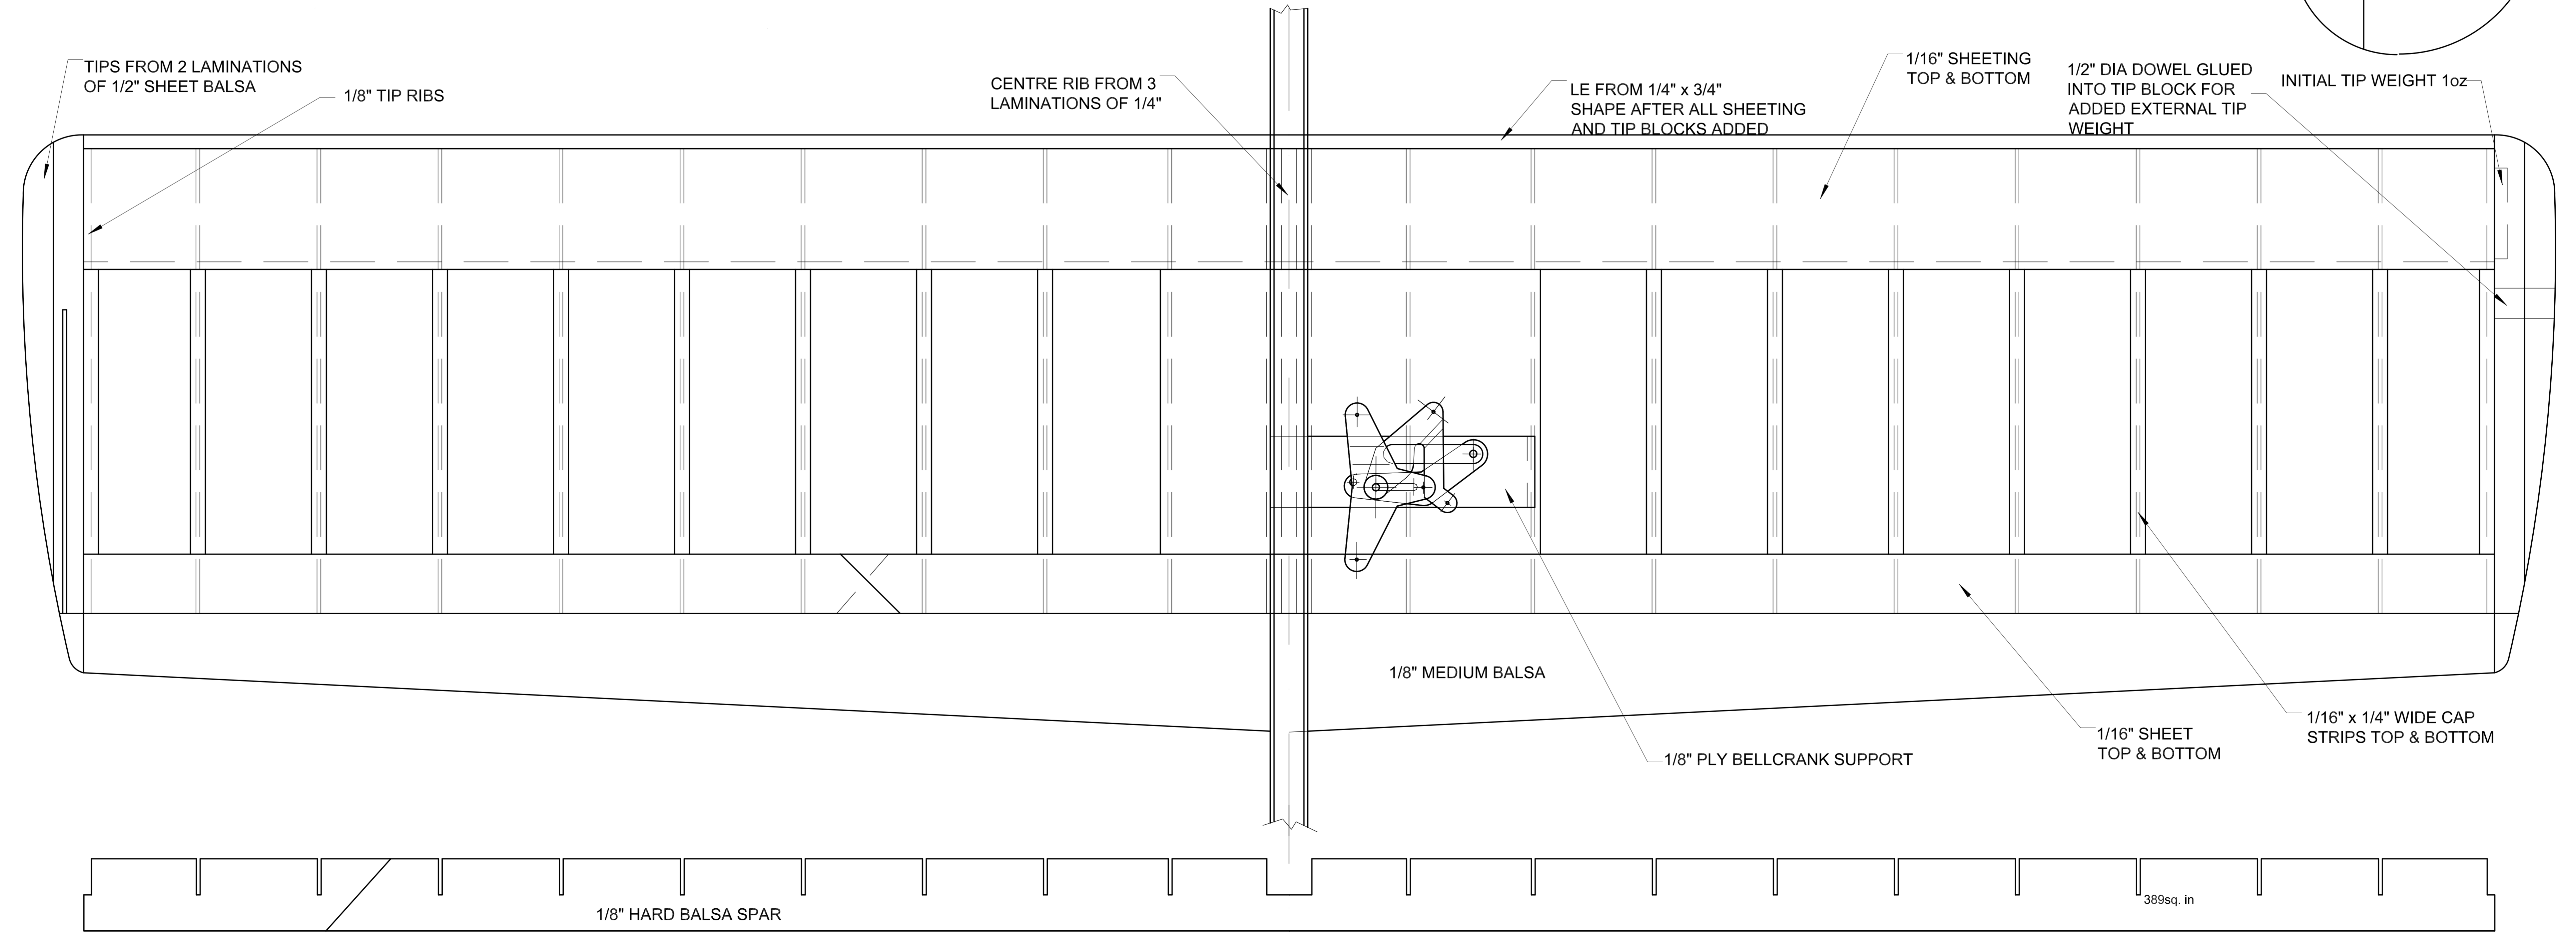 TIPS FROM 2 LAMINATIONS
OF 1/2" SHEET BALSA
1/8" TIP RIBS
CENTRE RIB FROM 3
LAMINATIONS OF 1/4"
LE FROM 1/4" x 3/4"
SHAPE AFTER ALL SHEETING
AND TIP BLOCKS ADDED
1/16" SHEETING
TOP & BOTTOM
1/2" DIA DOWEL GLUED
INTO TIP BLOCK FOR
ADDED EXTERNAL TIP
WEIGHT
INITIAL TIP WEIGHT 1oz
1/8" MEDIUM BALSA
1/8" PLY BELLCRANK SUPPORT
1/16" SHEET
TOP & BOTTOM
1/16" x 1/4" WIDE CAP
STRIPS TOP & BOTTOM
1/8" HARD BALSA SPAR
389sq. in